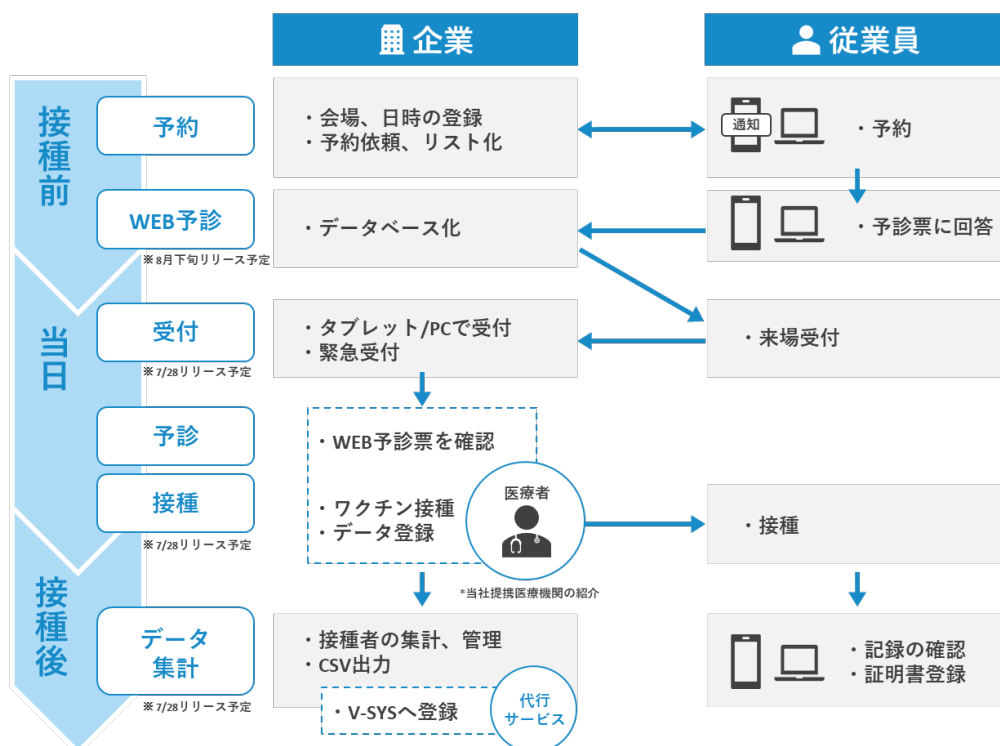 企業
従業員
接種前
予約
・会場、日時の登録
・予約依頼、リスト化
通知
・予約
WEB予診
※8月下旬リリース予定
・データベース化
・予診票に回答
当日
受付
※7/28リリース予定
・タブレット/PCで受付
・緊急受付
・来場受付
予診
・WEB予診票を確認
接種
※7/28リリース予定
・ワクチン接種
・データ登録
医療者
*当社提携医療機関の紹介
・接種
接種後
データ
集計
※7/28リリース予定
・接種者の集計、管理
・CSV出力
・V-SYSへ登録
代行
サービス
・記録の確認
・証明書登録